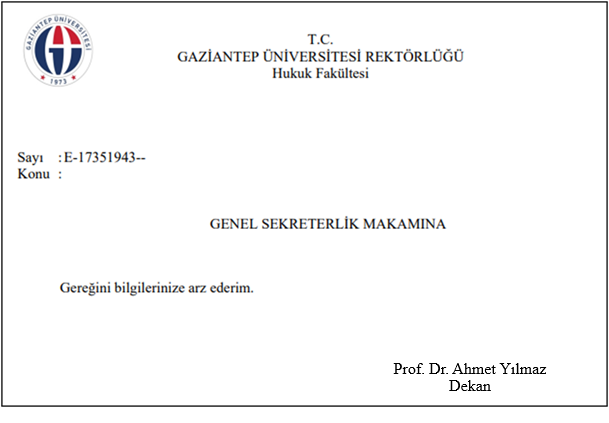 GAZİANTEP ÜNİVERSİTESİ
1973
T.C.
GAZİANTEP ÜNİVERSİTESİ REKTÖRLÜĞÜ
Hukuk Fakültesi
Sayı : E-17351943--
Konu :
GENEL SEKRETERLİK MAKAMINA
Gereğini bilgilerinize arz ederim.
Prof. Dr. Ahmet Yılmaz
Dekan